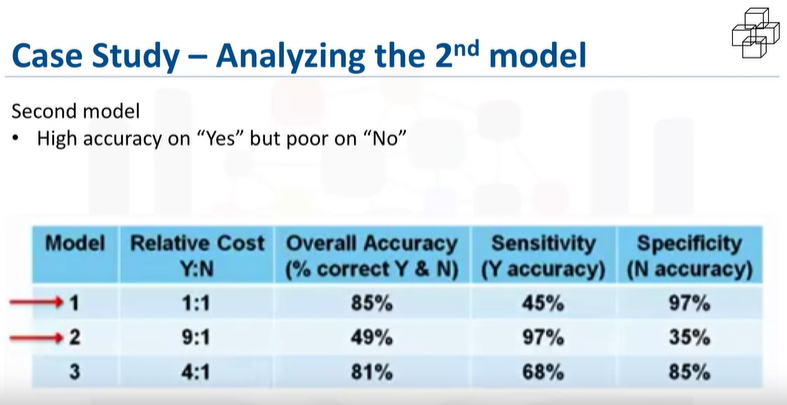 Case Study – Analyzing the 2nd model
Second model
• High accuracy on “Yes” but poor on “No”
Model Relative Cost Y:N Overall Accuracy (% correct Y & N) Sensitivity (Y accuracy) Specificity (N accuracy)
1 1:1 85% 45% 97%
2 9:1 49% 97% 35%
3 4:1 81% 68% 85%